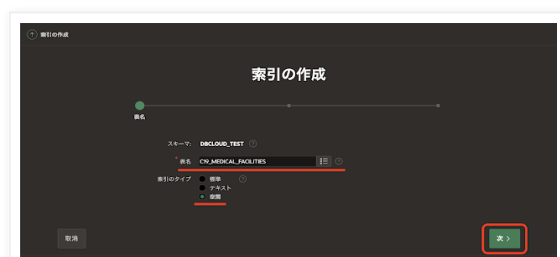 索引の作成
索引の作成
表名
スキーマ: DBCLOUD_TEST
* 表名 C19_MEDICAL_FACILITIES
索引のタイプ 標準
テキスト
空間
取消
次 >